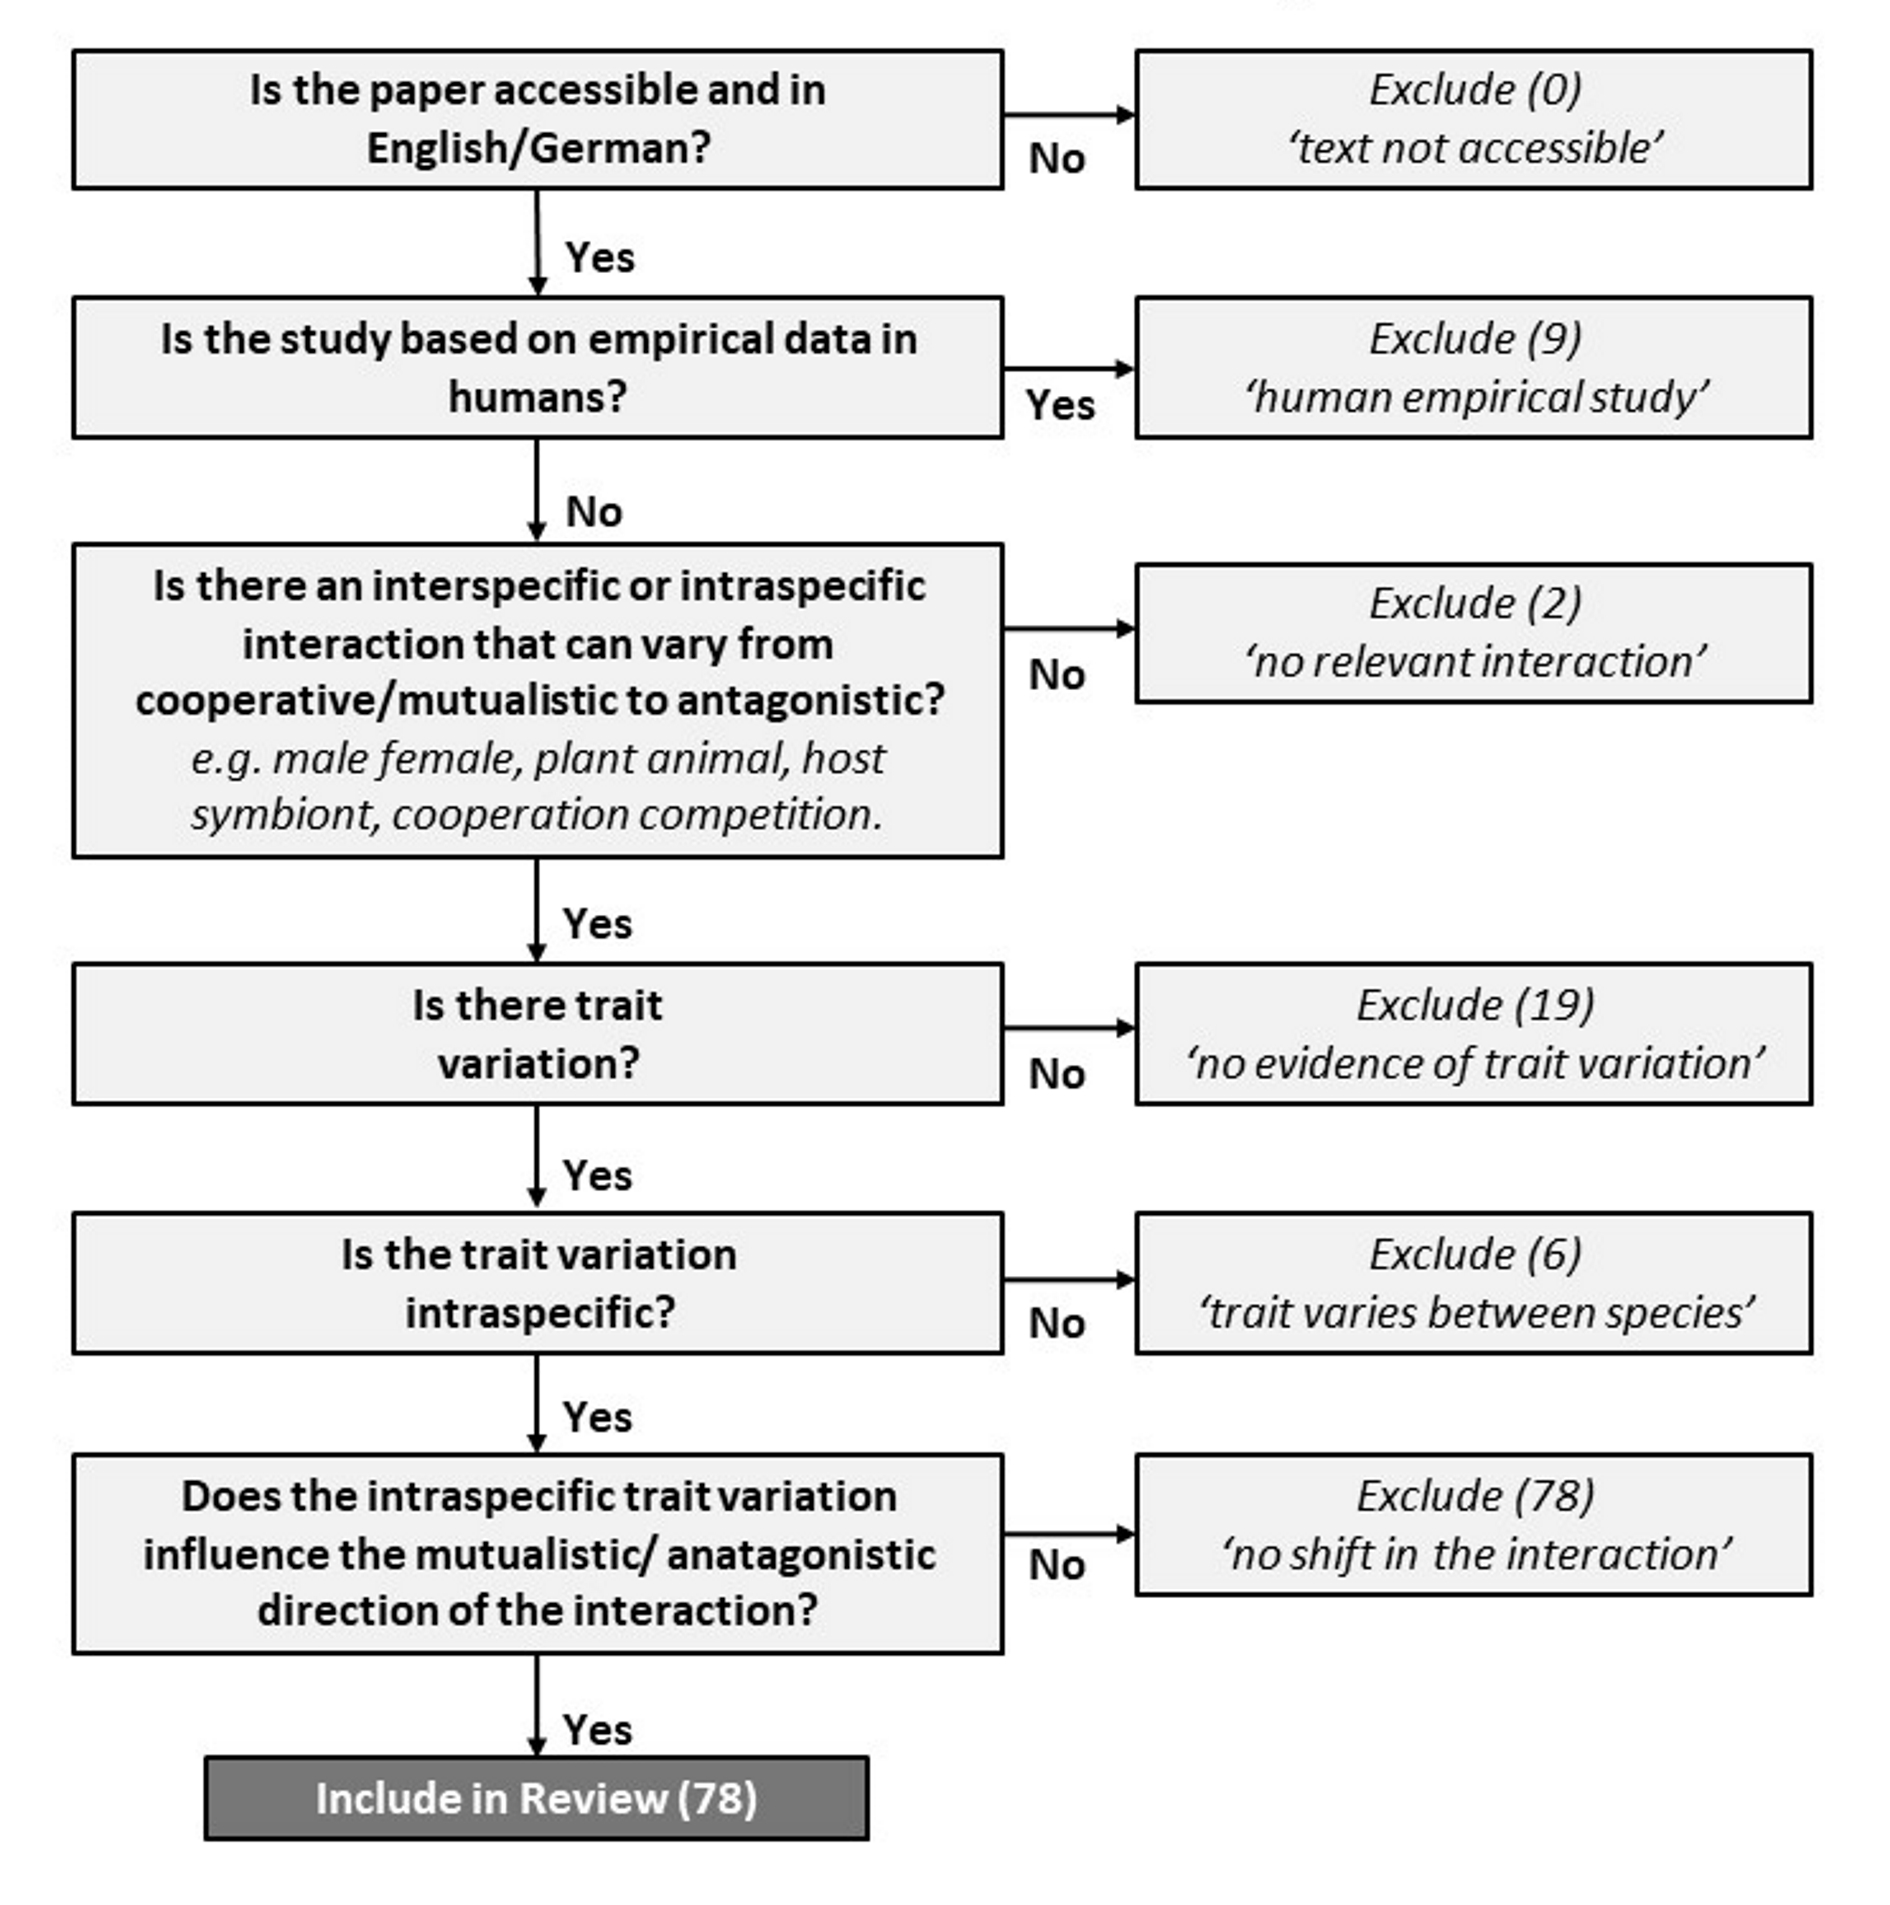 Is the paper accessible and in
English/German?
No
Exclude (0)
‘text not accessible’
Yes
Is the study based on empirical data in
humans?
Yes
Exclude (9)
‘human empirical study’
No
Is there an interspecific or intraspecific
interaction that can vary from
cooperative/mutualistic to antagonistic?
e.g. male female, plant animal, host
symbiont, cooperation competition.
No
Exclude (2)
‘no relevant interaction’
Yes
Is there trait
variation?
No
Exclude (19)
‘no evidence of trait variation’
Yes
Is the trait variation
intraspecific?
No
Exclude (6)
‘trait varies between species’
Yes
Does the intraspecific trait variation
influence the mutualistic/ anatagonistic
direction of the interaction?
No
Exclude (78)
‘no shift in the interaction’
Yes
Include in Review (78)